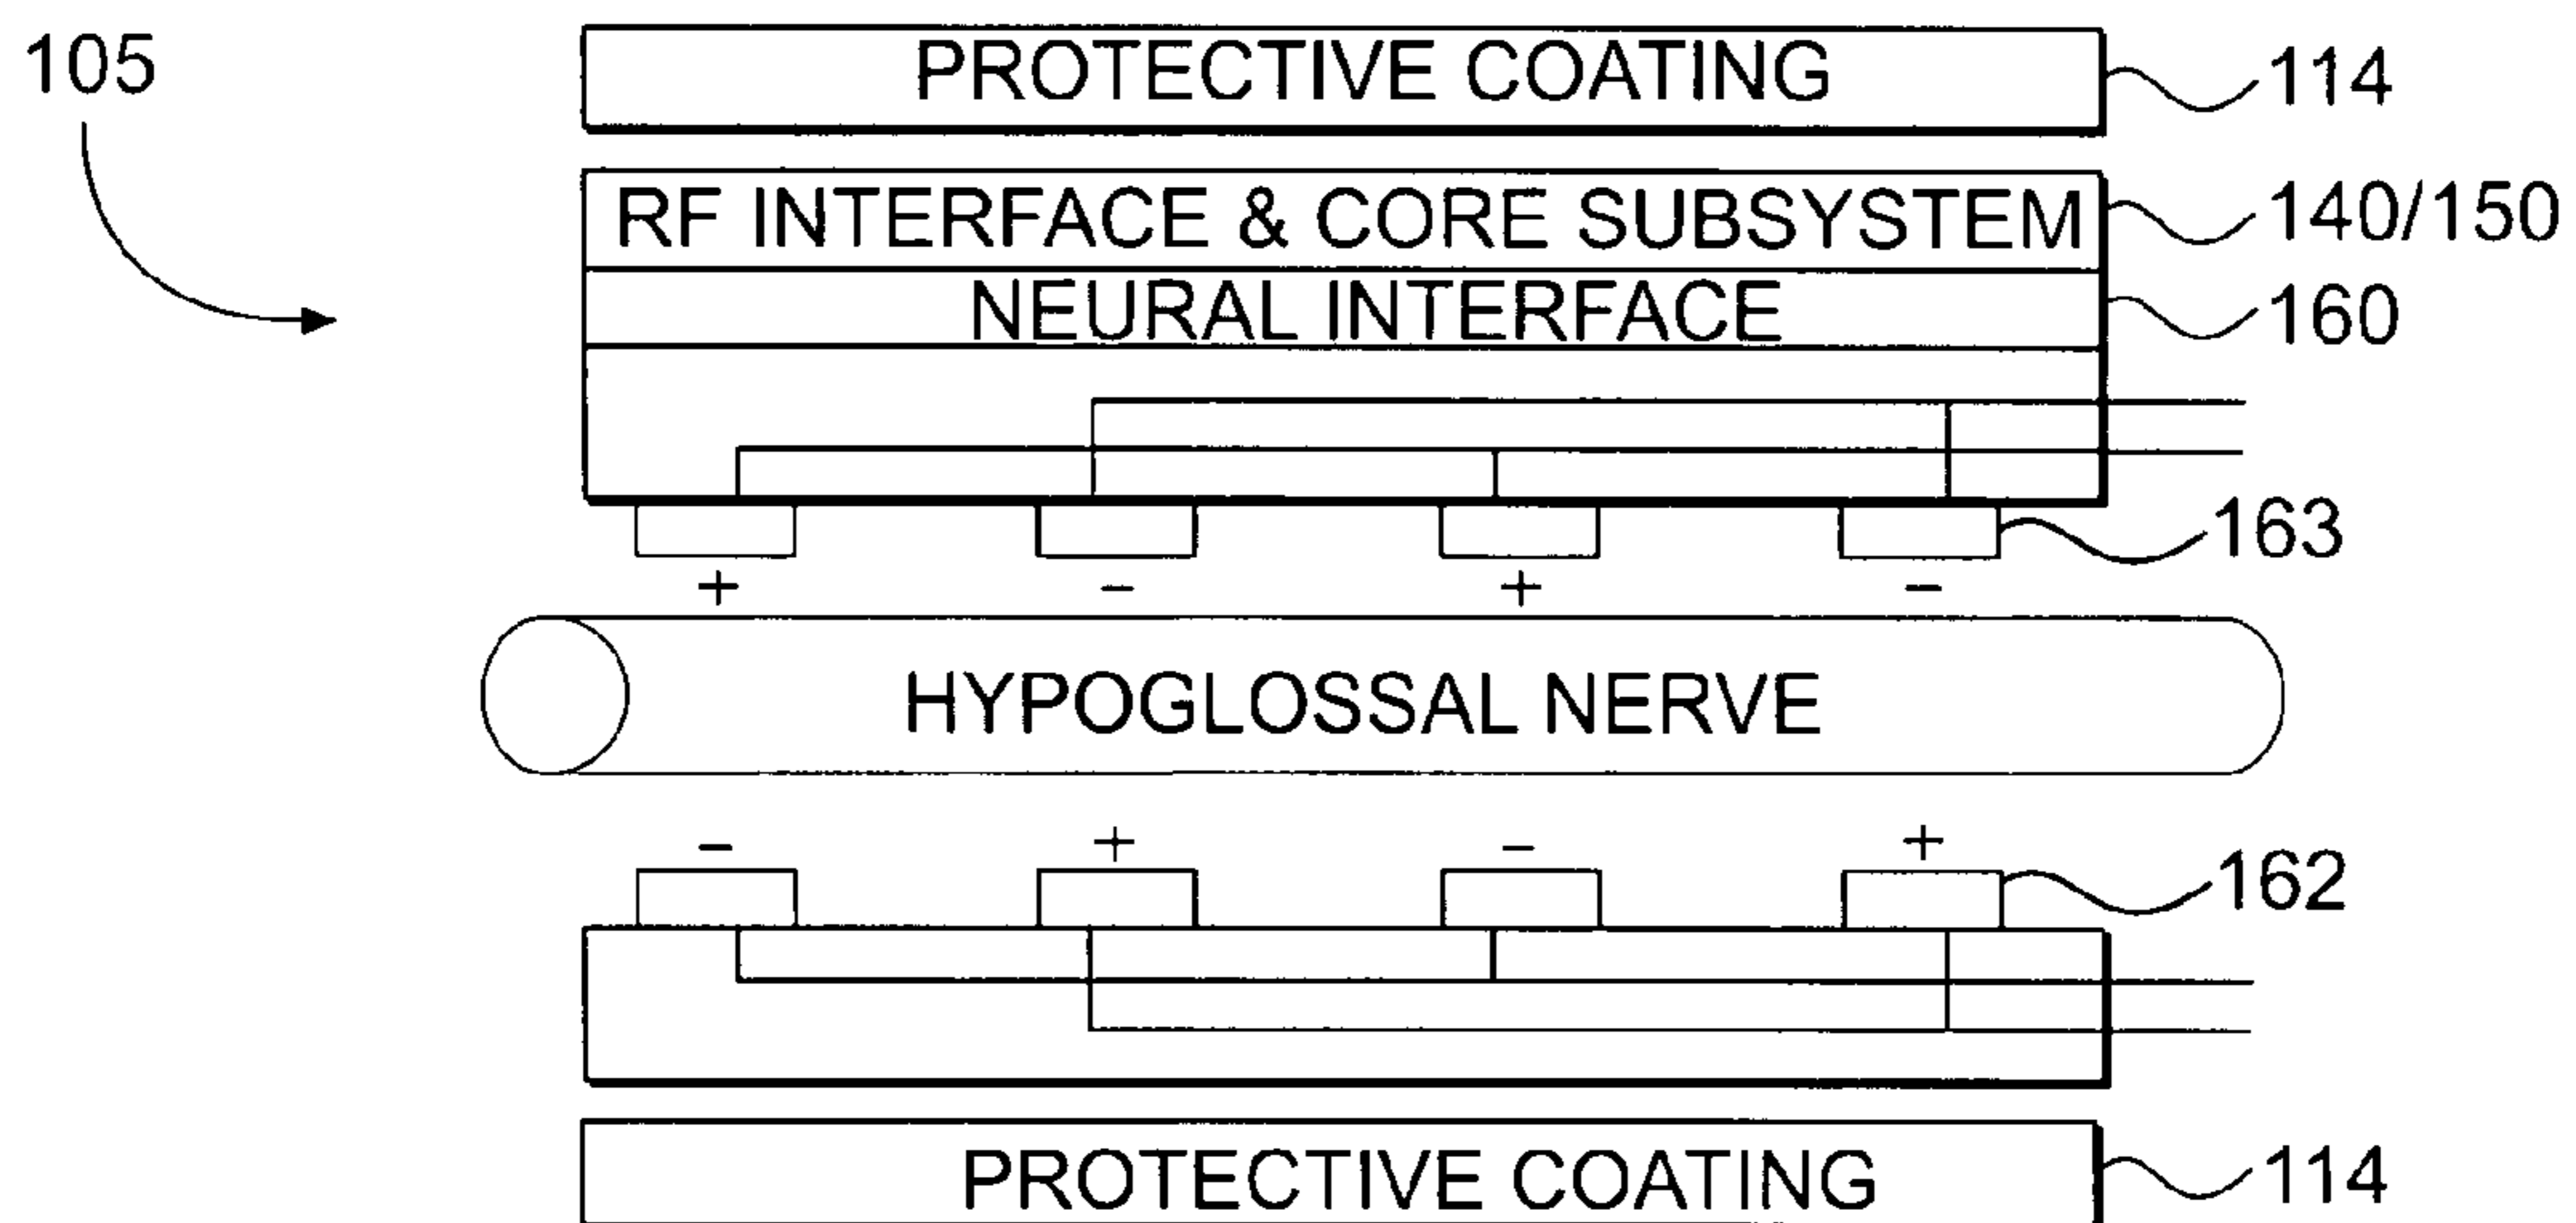 105
PROTECTIVE COATING 114
RF INTERFACE & CORE SUBSYSTEM 140/150
NEURAL INTERFACE 160
163
+ − + −
HYPOGLOSSAL NERVE
− + − +
162
PROTECTIVE COATING 114